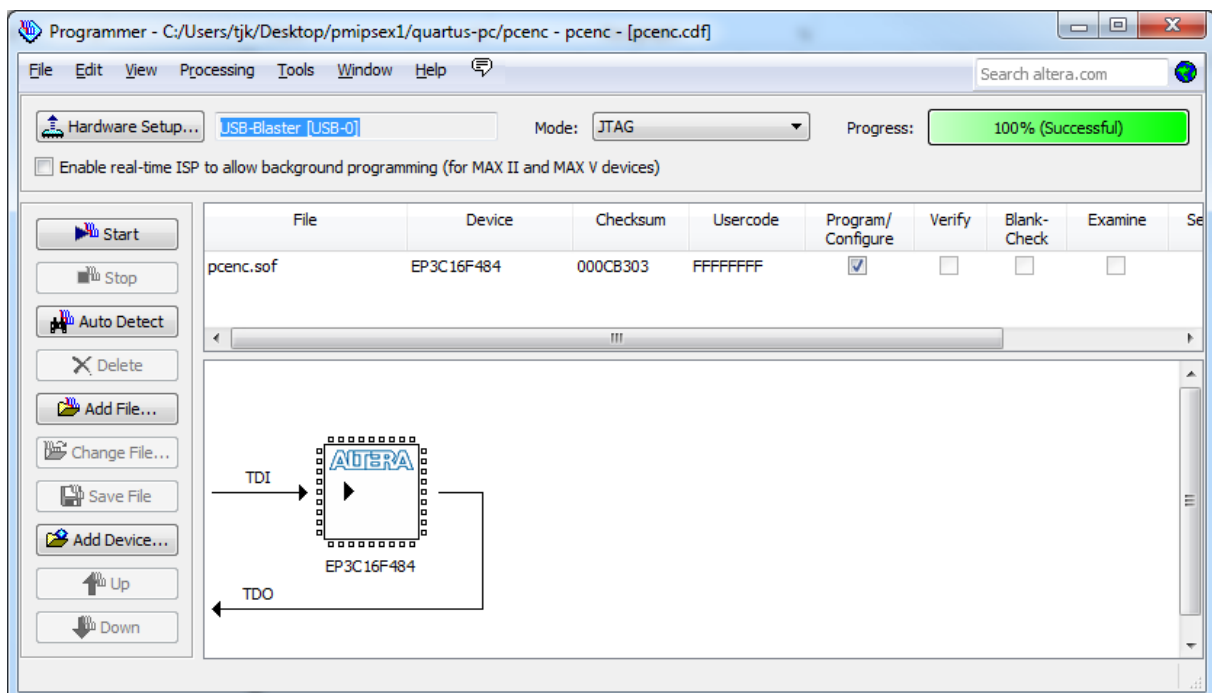 Programmer - C:/Users/tjk/Desktop/pmipsex1/quartus-pc/pcenc - pcenc - [pcenc.cdf]
File Edit View Processing Tools Window Help
Search altera.com
Hardware Setup... USB-Blaster [USB-0] Mode: JTAG Progress: 100% (Successful)
Enable real-time ISP to allow background programming (for MAX II and MAX V devices)
Start
Stop
Auto Detect
Delete
Add File...
Change File...
Save File
Add Device...
Up
Down
File Device Checksum Usercode Program/ Verify Blank- Examine Se
Configure Check
pcenc.sof EP3C16F484 000CB303 FFFFFFFF
ALTERA
TDI
EP3C16F484
TDO